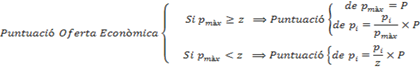 Puntuació Oferta Econòmica
Si pmàx ≥ z ⟹ Puntuació de pmàx = P
de pi = pi/pmàx × P
Si pmàx < z ⟹ Puntuació de pi = pi/z × P